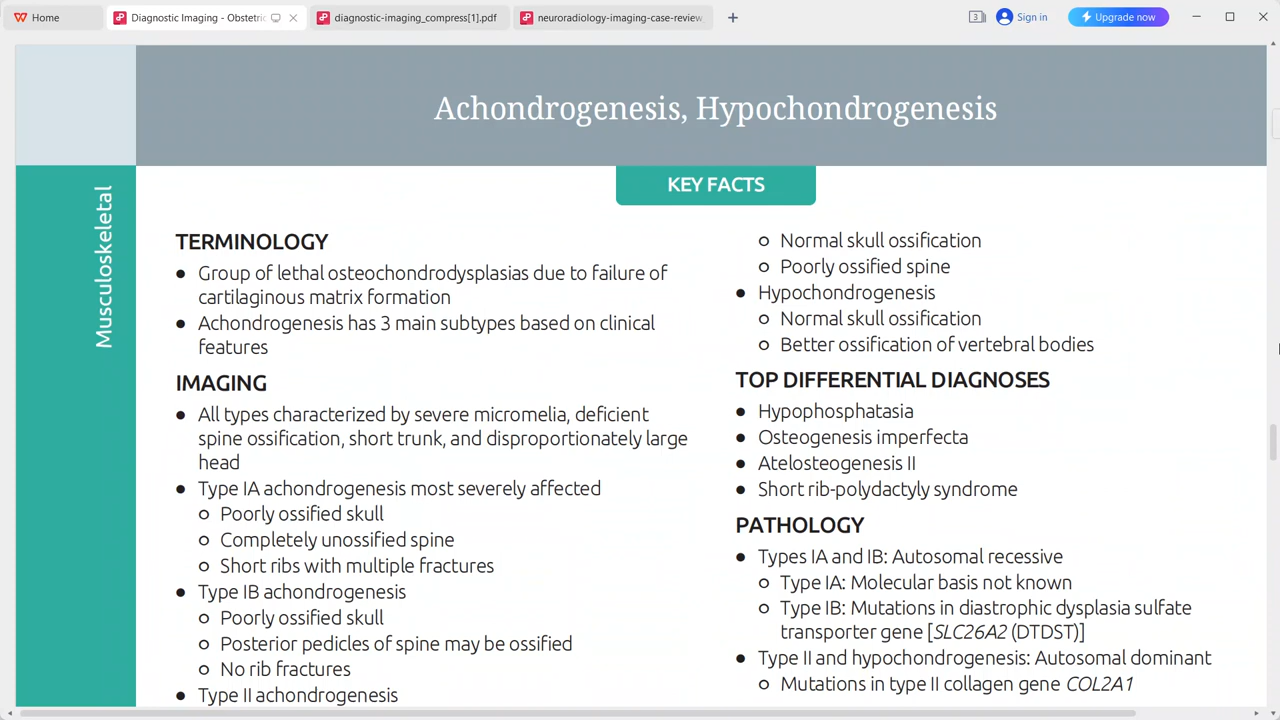 Home
Diagnostic Imaging - Obstetri
diagnostic-imaging_compress[1].pdf
neuroradiology-imaging-case-review
3
Sign in
Upgrade now
Achondrogenesis, Hypochondrogenesis
Musculoskeletal
KEY FACTS
TERMINOLOGY
● Group of lethal osteochondrodysplasias due to failure of
cartilaginous matrix formation
● Achondrogenesis has 3 main subtypes based on clinical
features
IMAGING
● All types characterized by severe micromelia, deficient
spine ossification, short trunk, and disproportionately large
head
● Type IA achondrogenesis most severely affected
○ Poorly ossified skull
○ Completely unossified spine
○ Short ribs with multiple fractures
● Type IB achondrogenesis
○ Poorly ossified skull
○ Posterior pedicles of spine may be ossified
○ No rib fractures
● Type II achondrogenesis
○ Normal skull ossification
○ Poorly ossified spine
● Hypochondrogenesis
○ Normal skull ossification
○ Better ossification of vertebral bodies
TOP DIFFERENTIAL DIAGNOSES
● Hypophosphatasia
● Osteogenesis imperfecta
● Atelosteogenesis II
● Short rib-polydactyly syndrome
PATHOLOGY
● Types IA and IB: Autosomal recessive
○ Type IA: Molecular basis not known
○ Type IB: Mutations in diastrophic dysplasia sulfate
transporter gene [SLC26A2 (DTDST)]
● Type II and hypochondrogenesis: Autosomal dominant
○ Mutations in type II collagen gene COL2A1